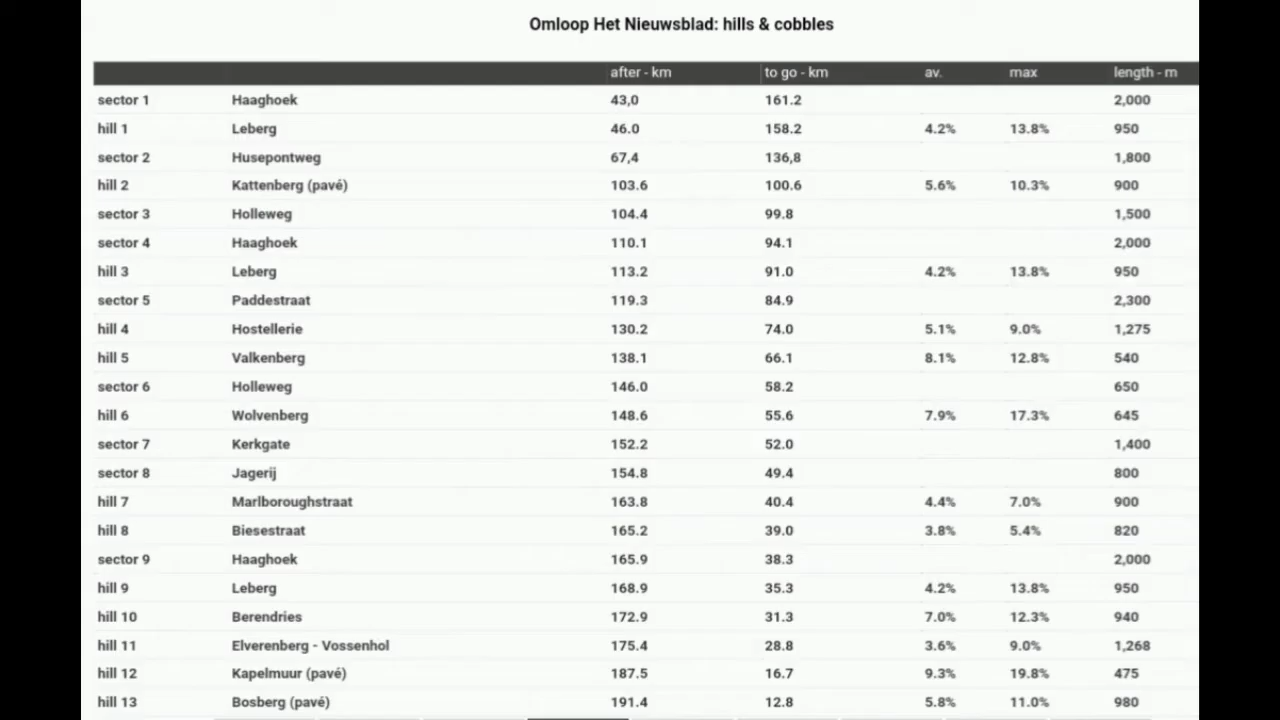 Omloop Het Nieuwsblad: hills & cobbles
after - km to go - km av. max length - m
sector 1 Haaghoek 43,0 161.2 2,000
hill 1 Leberg 46.0 158.2 4.2% 13.8% 950
sector 2 Husepontweg 67,4 136,8 1,800
hill 2 Kattenberg (pavé) 103.6 100.6 5.6% 10.3% 900
sector 3 Holleweg 104.4 99.8 1,500
sector 4 Haaghoek 110.1 94.1 2,000
hill 3 Leberg 113.2 91.0 4.2% 13.8% 950
sector 5 Paddestraat 119.3 84.9 2,300
hill 4 Hostellerie 130.2 74.0 5.1% 9.0% 1,275
hill 5 Valkenberg 138.1 66.1 8.1% 12.8% 540
sector 6 Holleweg 146.0 58.2 650
hill 6 Wolvenberg 148.6 55.6 7.9% 17.3% 645
sector 7 Kerkgate 152.2 52.0 1,400
sector 8 Jagerij 154.8 49.4 800
hill 7 Marlboroughstraat 163.8 40.4 4.4% 7.0% 900
hill 8 Biesestraat 165.2 39.0 3.8% 5.4% 820
sector 9 Haaghoek 165.9 38.3 2,000
hill 9 Leberg 168.9 35.3 4.2% 13.8% 950
hill 10 Berendries 172.9 31.3 7.0% 12.3% 940
hill 11 Elverenberg - Vossenhol 175.4 28.8 3.6% 9.0% 1,268
hill 12 Kapelmuur (pavé) 187.5 16.7 9.3% 19.8% 475
hill 13 Bosberg (pavé) 191.4 12.8 5.8% 11.0% 980